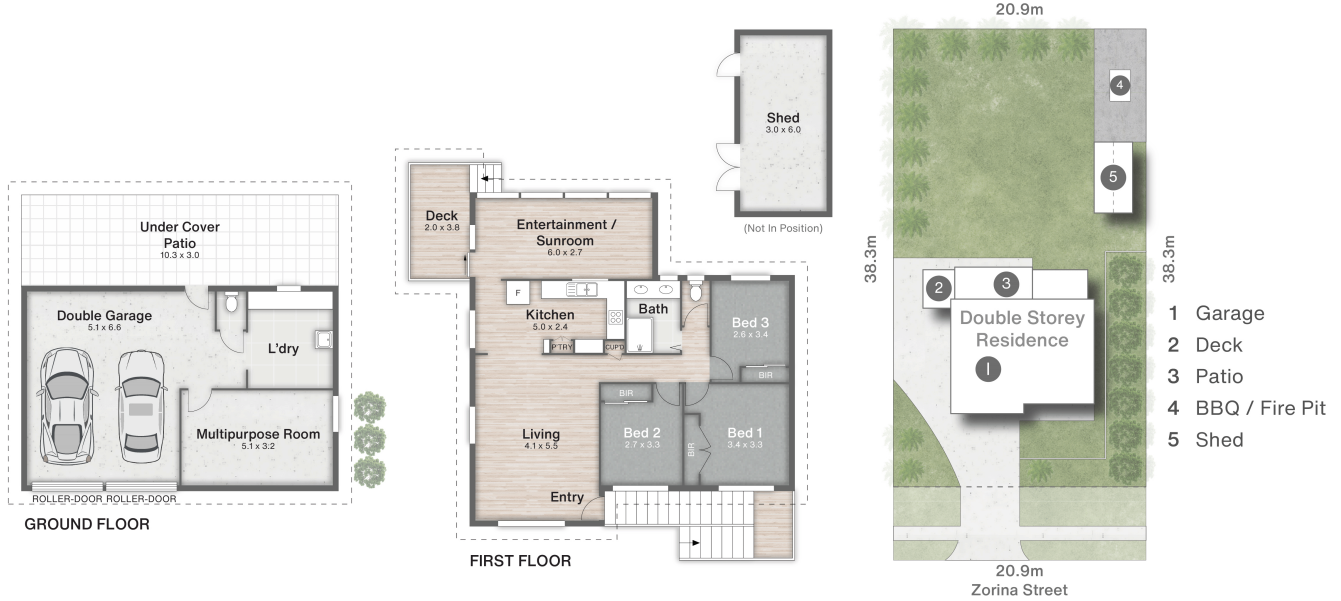 Under Cover
Patio
10.3 x 3.0
Double Garage
5.1 x 6.6
L'dry
Multipurpose Room
5.1 x 3.2
ROLLER-DOOR ROLLER-DOOR
GROUND FLOOR
Deck
2.0 x 3.8
Entertainment /
Sunroom
6.0 x 2.7
F
Kitchen
5.0 x 2.4
P'TRY
CUP'D
Bath
Bed 3
2.6 x 3.4
BIR
BIR
Living
4.1 x 5.5
Bed 2
2.7 x 3.3
BIR
Bed 1
3.4 x 3.3
Entry
FIRST FLOOR
Shed
3.0 x 6.0
(Not In Position)
20.9m
4
5
38.3m
38.3m
2
3
Double Storey
Residence
1
20.9m
Zorina Street
1 Garage
2 Deck
3 Patio
4 BBQ / Fire Pit
5 Shed